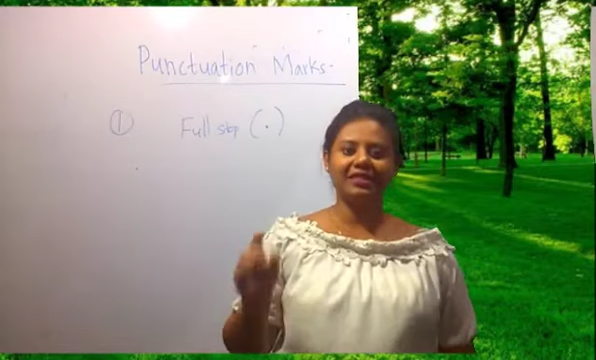 Punctuation Marks.
① Full stop (.)